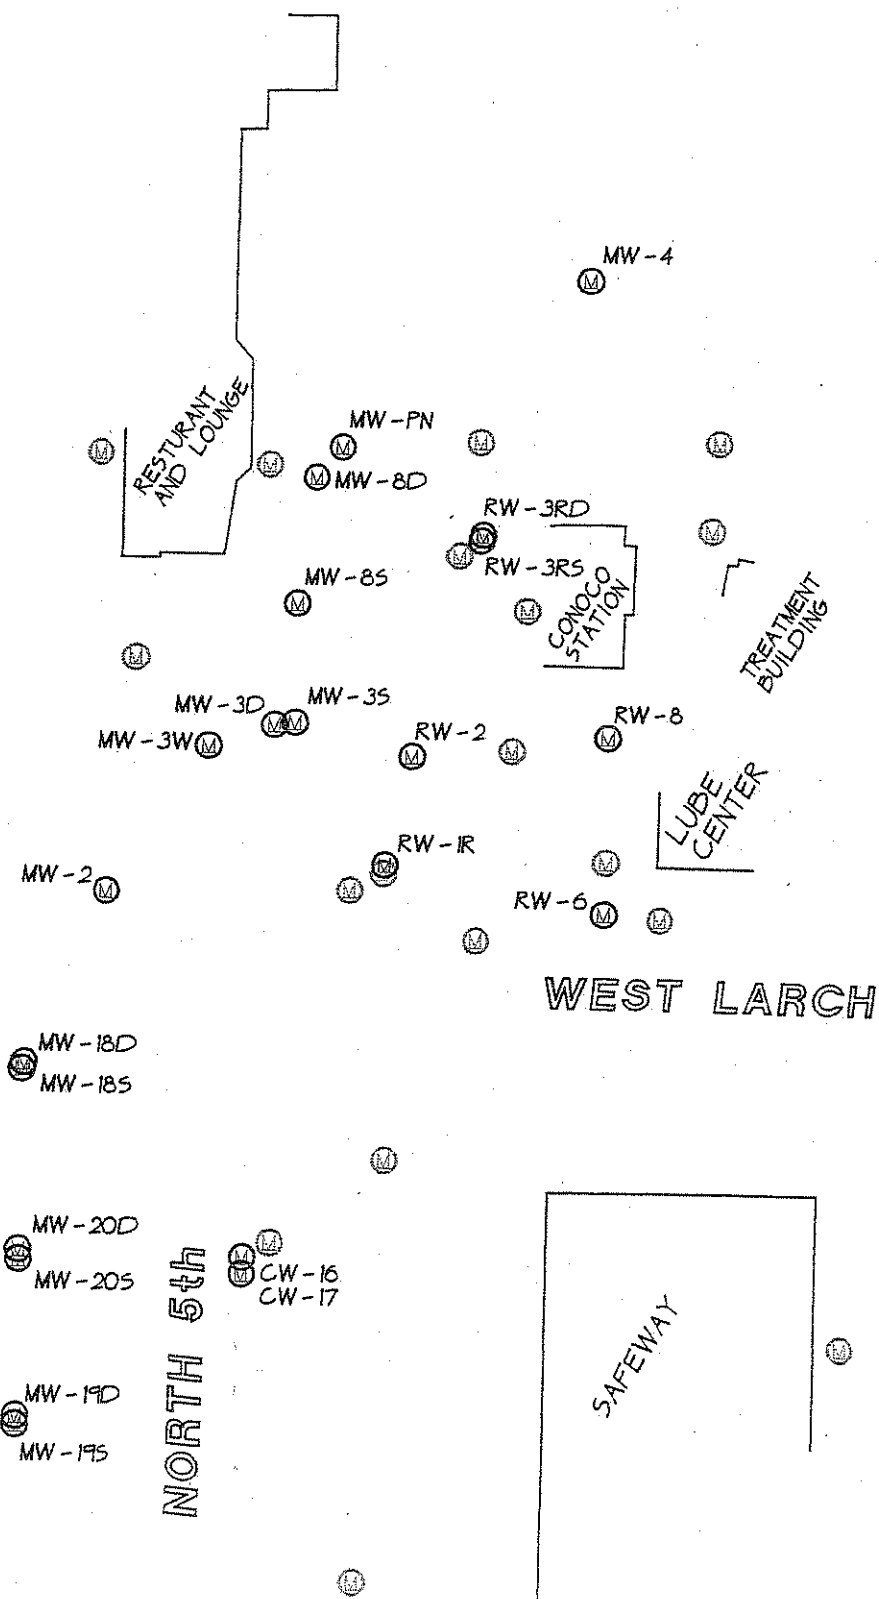 MW-4
RESTURANT
AND LOUNGE
MW-PN
MW-8D
RW-3RD
RW-3RS
CONOCO
STATION
MW-8S
TREATMENT
BUILDING
MW-3D
MW-3S
MW-3W
RW-2
RW-8
LUBE
CENTER
RW-1R
MW-2
RW-6
WEST LARCH
MW-18D
MW-18S
MW-20D
MW-20S
NORTH 5th
CW-16
CW-17
SAFEWAY
MW-19D
MW-19S